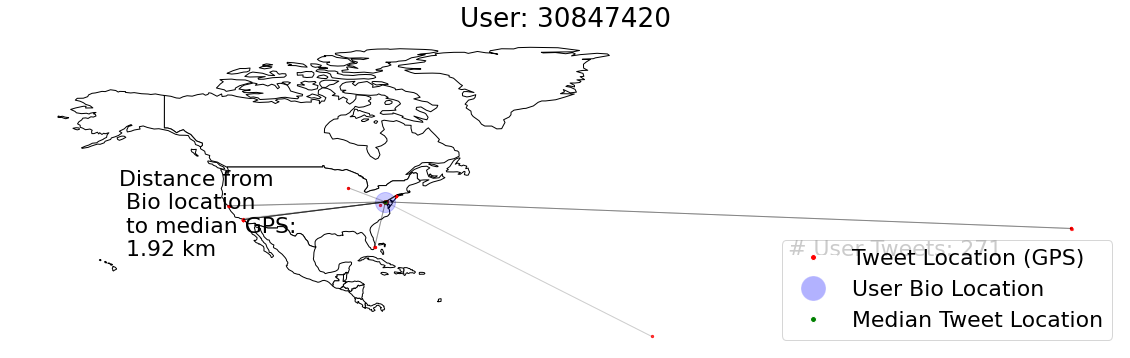 User: 30847420
Distance from
Bio location
to median GPS:
1.92 km
# User Tweets: 271
Tweet Location (GPS)
User Bio Location
Median Tweet Location